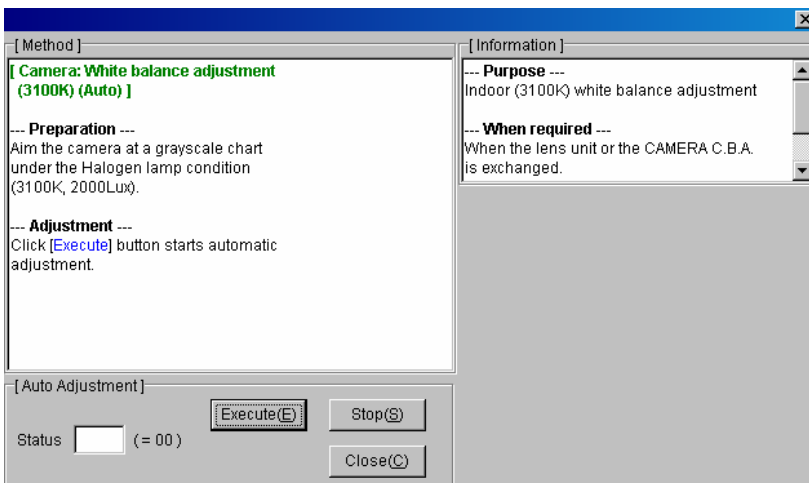 [ Method ]
[ Camera: White balance adjustment
(3100K) (Auto) ]
--- Preparation ---
Aim the camera at a grayscale chart
under the Halogen lamp condition
(3100K, 2000Lux).
--- Adjustment ---
Click [Execute] button starts automatic
adjustment.
[ Information ]
--- Purpose ---
Indoor (3100K) white balance adjustment
--- When required ---
When the lens unit or the CAMERA C.B.A.
is exchanged.
[ Auto Adjustment ]
Execute(E) Stop(S)
Status ( = 00 )
Close(C)